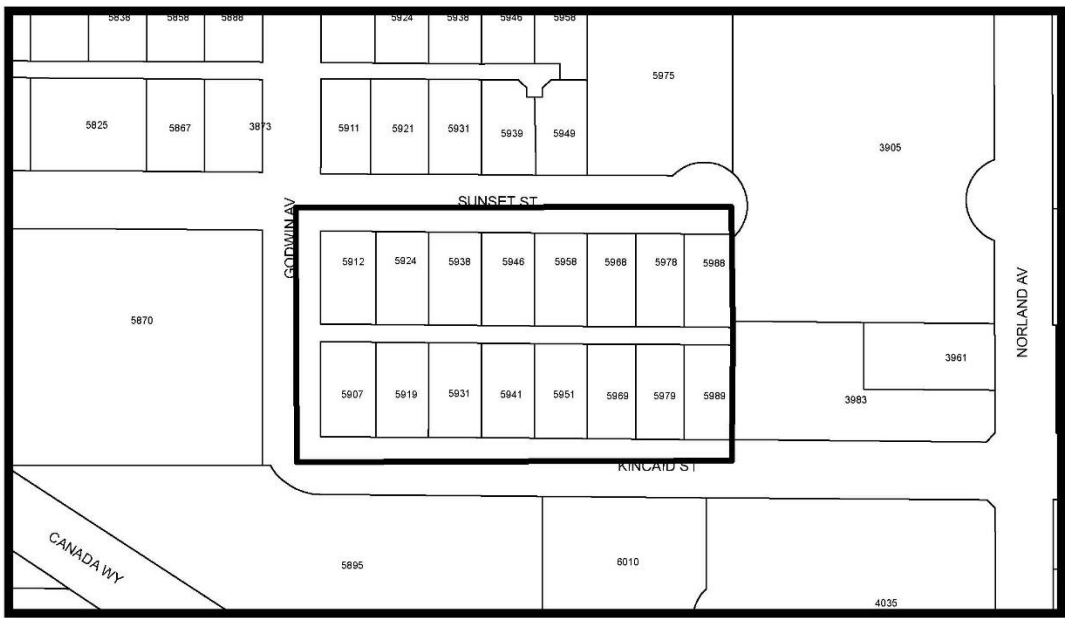 5838 5858 5888 5924 5938 5946 5958
5975
5825 5867 3873 5911 5921 5931 5939 5949
3905
SUNSET ST
GODWIN AV
5912 5924 5938 5946 5958 5968 5978 5988
NORLAND AV
5870
3961
5907 5919 5931 5941 5951 5969 5979 5989
3983
KINCAID ST
CANADA WY
5895
6010
4035